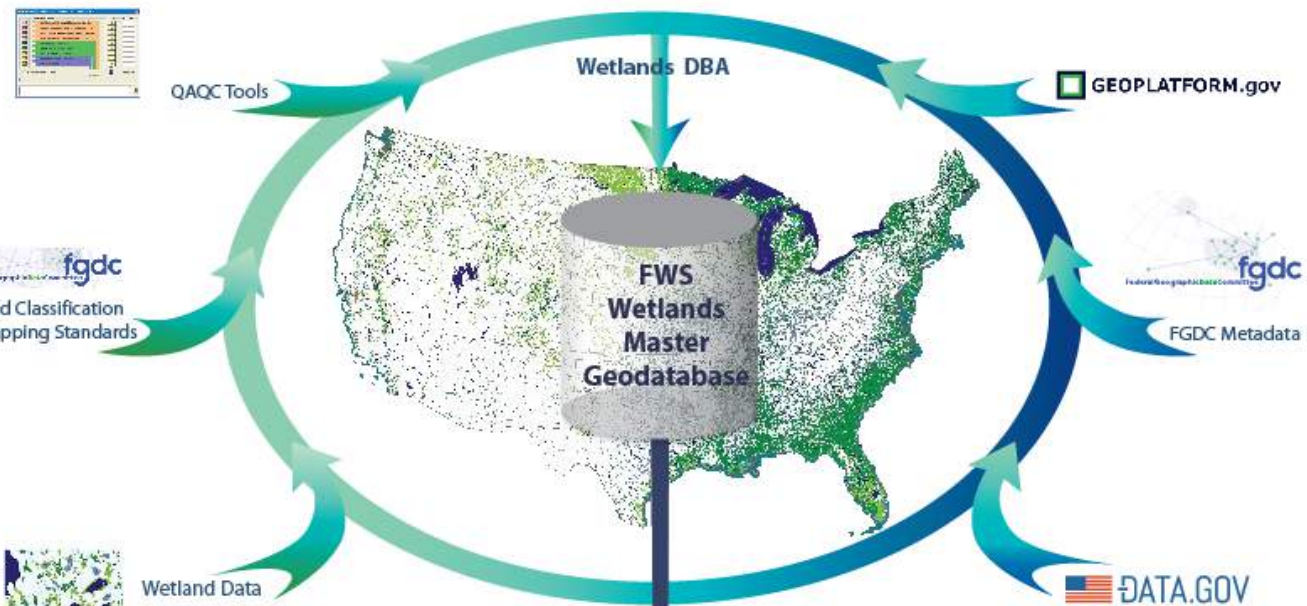 Wetlands DBA
QAQC Tools
GEOPLATFORM.gov
fgdc
d Classification
pping Standards
FWS
Wetlands
Master
Geodatabase
fgdc
FederalGeographicDataCommittee
FGDC Metadata
Wetland Data
DATA.GOV